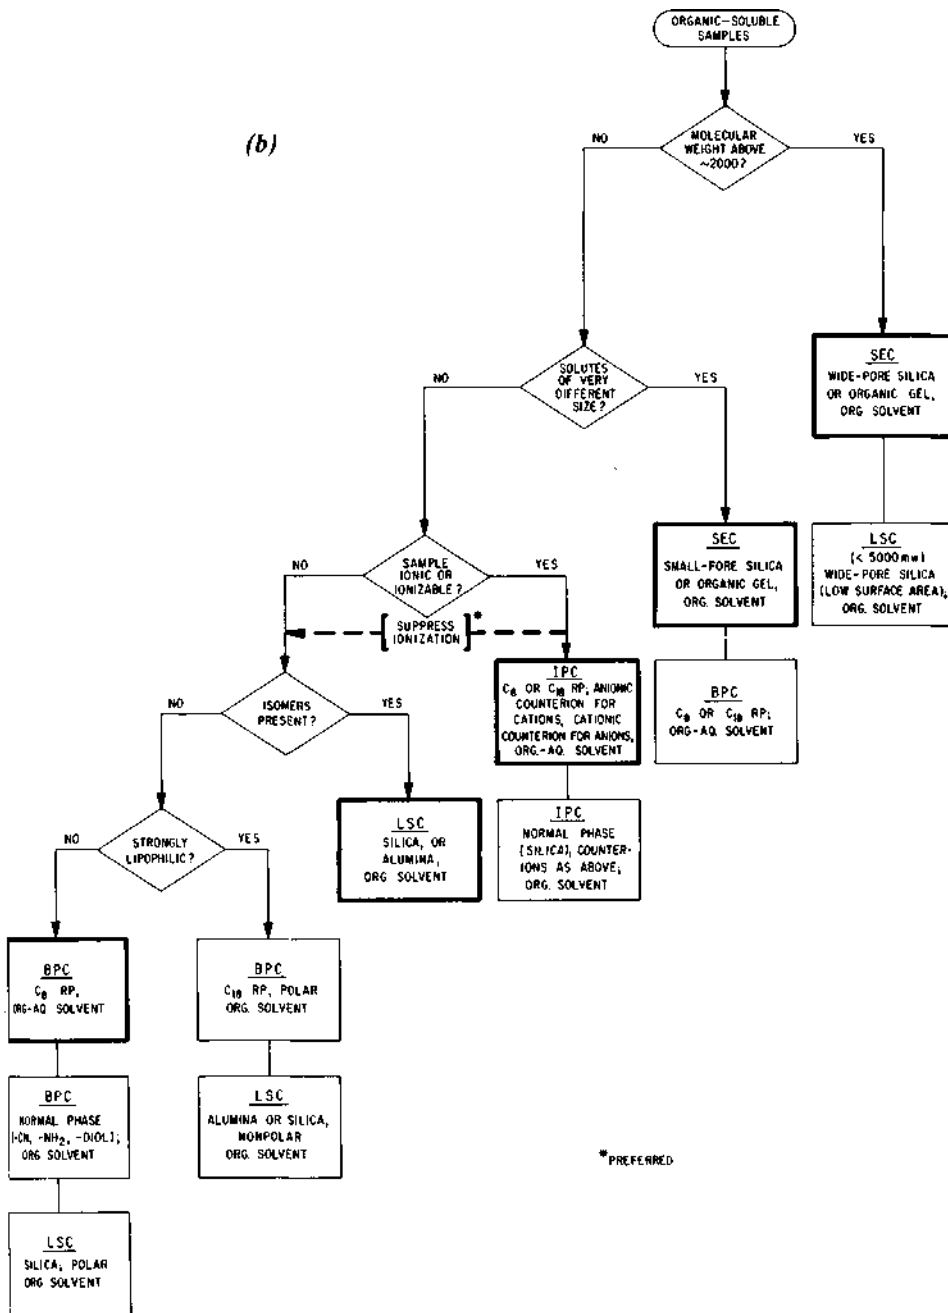 ORGANIC-SOLUBLE
SAMPLES
(b)
NO
MOLECULAR
WEIGHT ABOVE
~2000?
YES
SEC
WIDE-PORE SILICA
OR ORGANIC GEL,
ORG SOLVENT
NO
SOLUTES
OF VERY
DIFFERENT
SIZE?
YES
LSC
(< 5000 mw)
WIDE-PORE SILICA
(LOW SURFACE AREA);
ORG. SOLVENT
SEC
SMALL-PORE SILICA
OR ORGANIC GEL,
ORG. SOLVENT
NO
SAMPLE
IONIC OR
IONIZABLE?
YES
[SUPPRESS
IONIZATION]*
IPC
C8 OR C18 RP; ANIONIC
COUNTERION FOR
CATIONS, CATIONIC
COUNTERION FOR ANIONS,
ORG.-AQ. SOLVENT
BPC
C8 OR C18 RP;
ORG-AQ. SOLVENT
NO
ISOMERS
PRESENT?
YES
LSC
SILICA, OR
ALUMINA,
ORG SOLVENT
IPC
NORMAL PHASE
(SILICA), COUNTER-
IONS AS ABOVE;
ORG. SOLVENT
NO
STRONGLY
LIPOPHILIC?
YES
BPC
C8 RP,
ORG-AQ SOLVENT
BPC
C18 RP, POLAR
ORG. SOLVENT
BPC
NORMAL PHASE
(-CN, -NH2, -DIOL);
ORG SOLVENT
LSC
ALUMINA OR SILICA,
NONPOLAR
ORG. SOLVENT
*PREFERRED
LSC
SILICA; POLAR
ORG SOLVENT